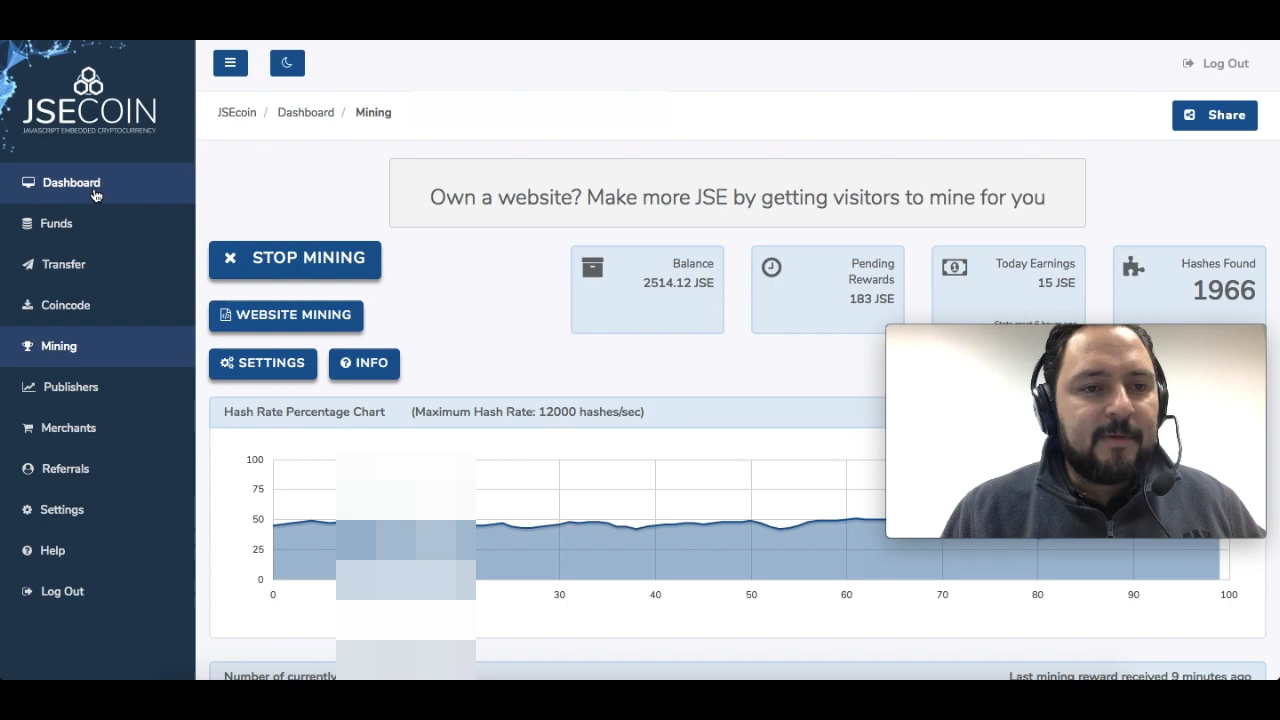 JSECOIN
JAVASCRIPT EMBEDDED CRYPTOCURRENCY
Dashboard
Funds
Transfer
Coincode
Mining
Publishers
Merchants
Referrals
Settings
Help
Log Out
Log Out
JSEcoin / Dashboard / Mining
Share
Own a website? Make more JSE by getting visitors to mine for you
STOP MINING
WEBSITE MINING
SETTINGS
INFO
Balance
2514.12 JSE
Pending
Rewards
183 JSE
Today Earnings
15 JSE
Hashes Found
1966
Hash Rate Percentage Chart (Maximum Hash Rate: 12000 hashes/sec)
100
75
50
25
0
0 30 40 50 60 70 80 90 100
Number of currently
Last mining reward received 9 minutes ago